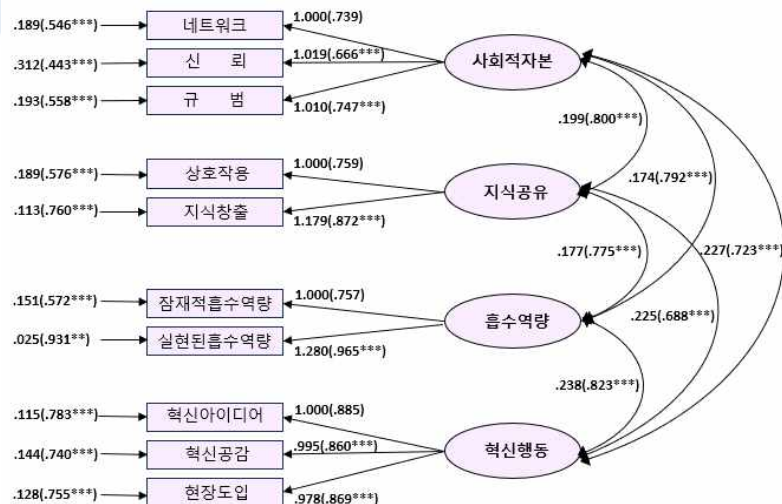 .189(.546***) 네트워크 1.000(.739)
.312(.443***) 신 뢰 1.019(.666***) 사회적자본
.193(.558***) 규 범 1.010(.747***)
.199(.800***)
.189(.576***) 상호작용 1.000(.759)
.174(.792***)
지식공유
.113(.760***) 지식창출 1.179(.872***)
.177(.775***) .227(.723***)
.151(.572***) 잠재적흡수역량 1.000(.757)
흡수역량 .225(.688***)
.025(.931**) 실현된흡수역량 1.280(.965***)
.238(.823***)
.115(.783***) 혁신아이디어 1.000(.885)
.144(.740***) 혁신공감 .995(.860***) 혁신행동
.128(.755***) 현장도입 .978(.869***)